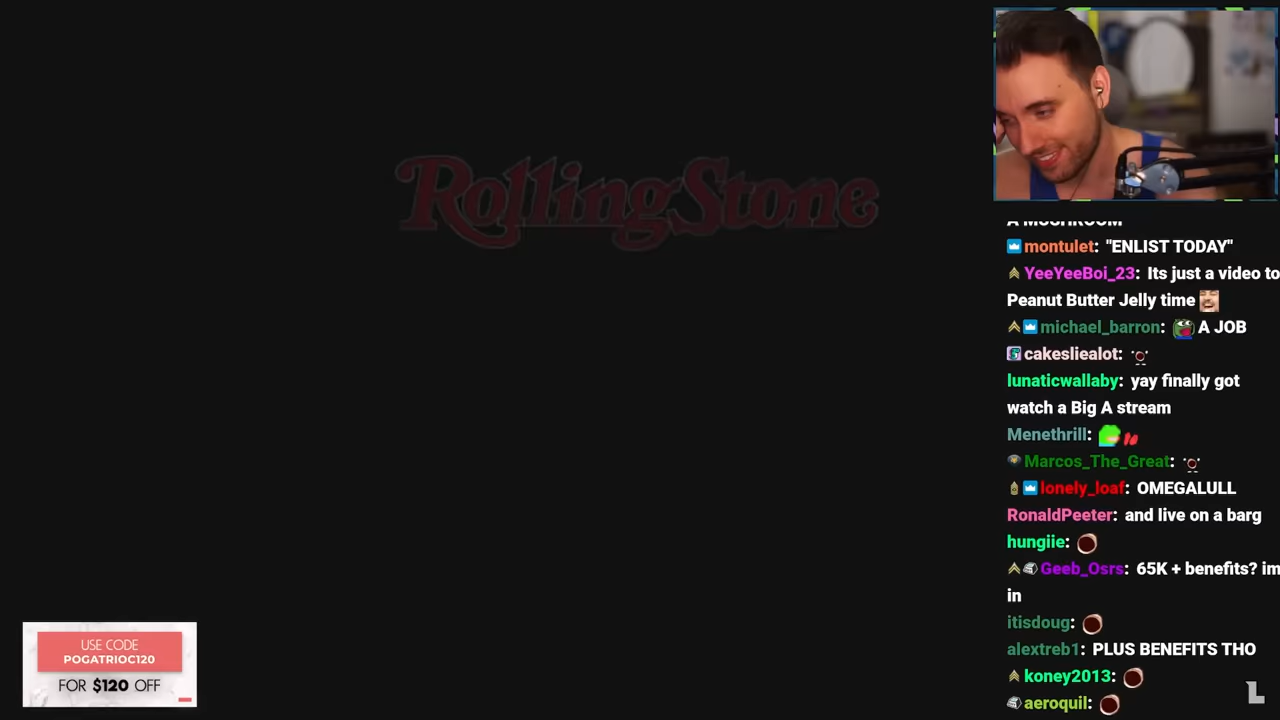 RollingStone
A MUSHROOM
montulet: "ENLIST TODAY"
YeeYeeBoi_23: Its just a video to
Peanut Butter Jelly time
michael_barron: A JOB
cakesliealot:
lunaticwallaby: yay finally got
watch a Big A stream
Menethrill:
Marcos_The_Great:
lonely_loaf: OMEGALULL
RonaldPeeter: and live on a barg
hungiie:
Geeb_Osrs: 65K + benefits? im
in
itisdoug:
alextreb1: PLUS BENEFITS THO
koney2013:
aeroquil:
USE CODE
POGATRIOC120
FOR $120 OFF
L